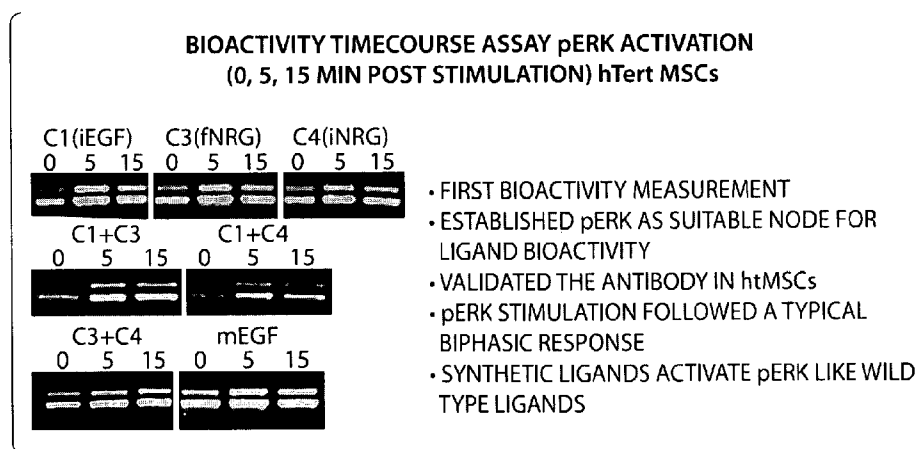 BIOACTIVITY TIMECOURSE ASSAY pERK ACTIVATION
(0, 5, 15 MIN POST STIMULATION) hTert MSCs
C1(iEGF) C3(fNRG) C4(iNRG)
0 5 15 0 5 15 0 5 15
C1+C3 C1+C4
0 5 15 0 5 15
C3+C4 mEGF
0 5 15 0 5 15
• FIRST BIOACTIVITY MEASUREMENT
• ESTABLISHED pERK AS SUITABLE NODE FOR
LIGAND BIOACTIVITY
• VALIDATED THE ANTIBODY IN htMSCs
• pERK STIMULATION FOLLOWED A TYPICAL
BIPHASIC RESPONSE
• SYNTHETIC LIGANDS ACTIVATE pERK LIKE WILD
TYPE LIGANDS